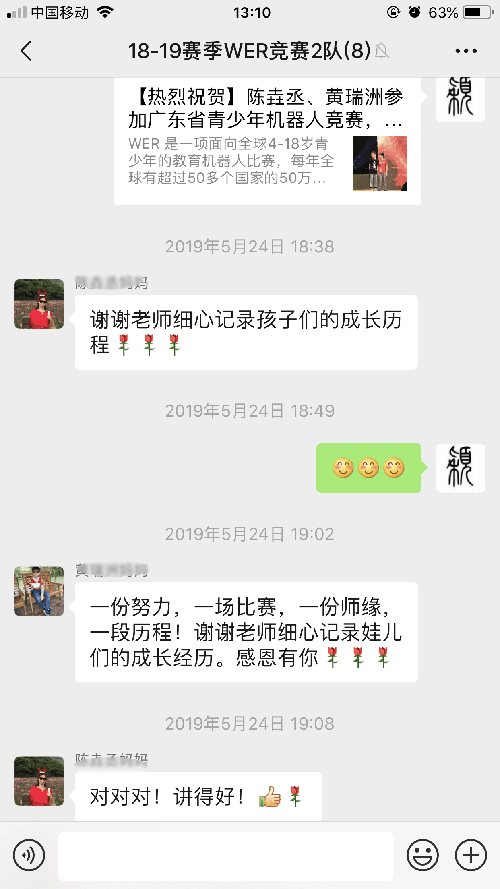 中国移动 13:10 63%
18-19赛季WER竞赛2队(8)
【热烈祝贺】陈垚丞、黄瑞洲参
加广东省青少年机器人竞赛，...
WER 是一项面向全球4-18岁青
少年的教育机器人比赛，每年全
球有超过50多个国家的50万...
颖
2019年5月24日 18:38
谢谢老师细心记录孩子们的成长历
程🌹🌹🌹
2019年5月24日 18:49
😊😊😊
颖
2019年5月24日 19:02
一份努力，一场比赛，一份师缘，
一段历程！谢谢老师细心记录娃儿
们的成长经历。感恩有你🌹🌹🌹
2019年5月24日 19:08
对对对！讲得好！👍🌹